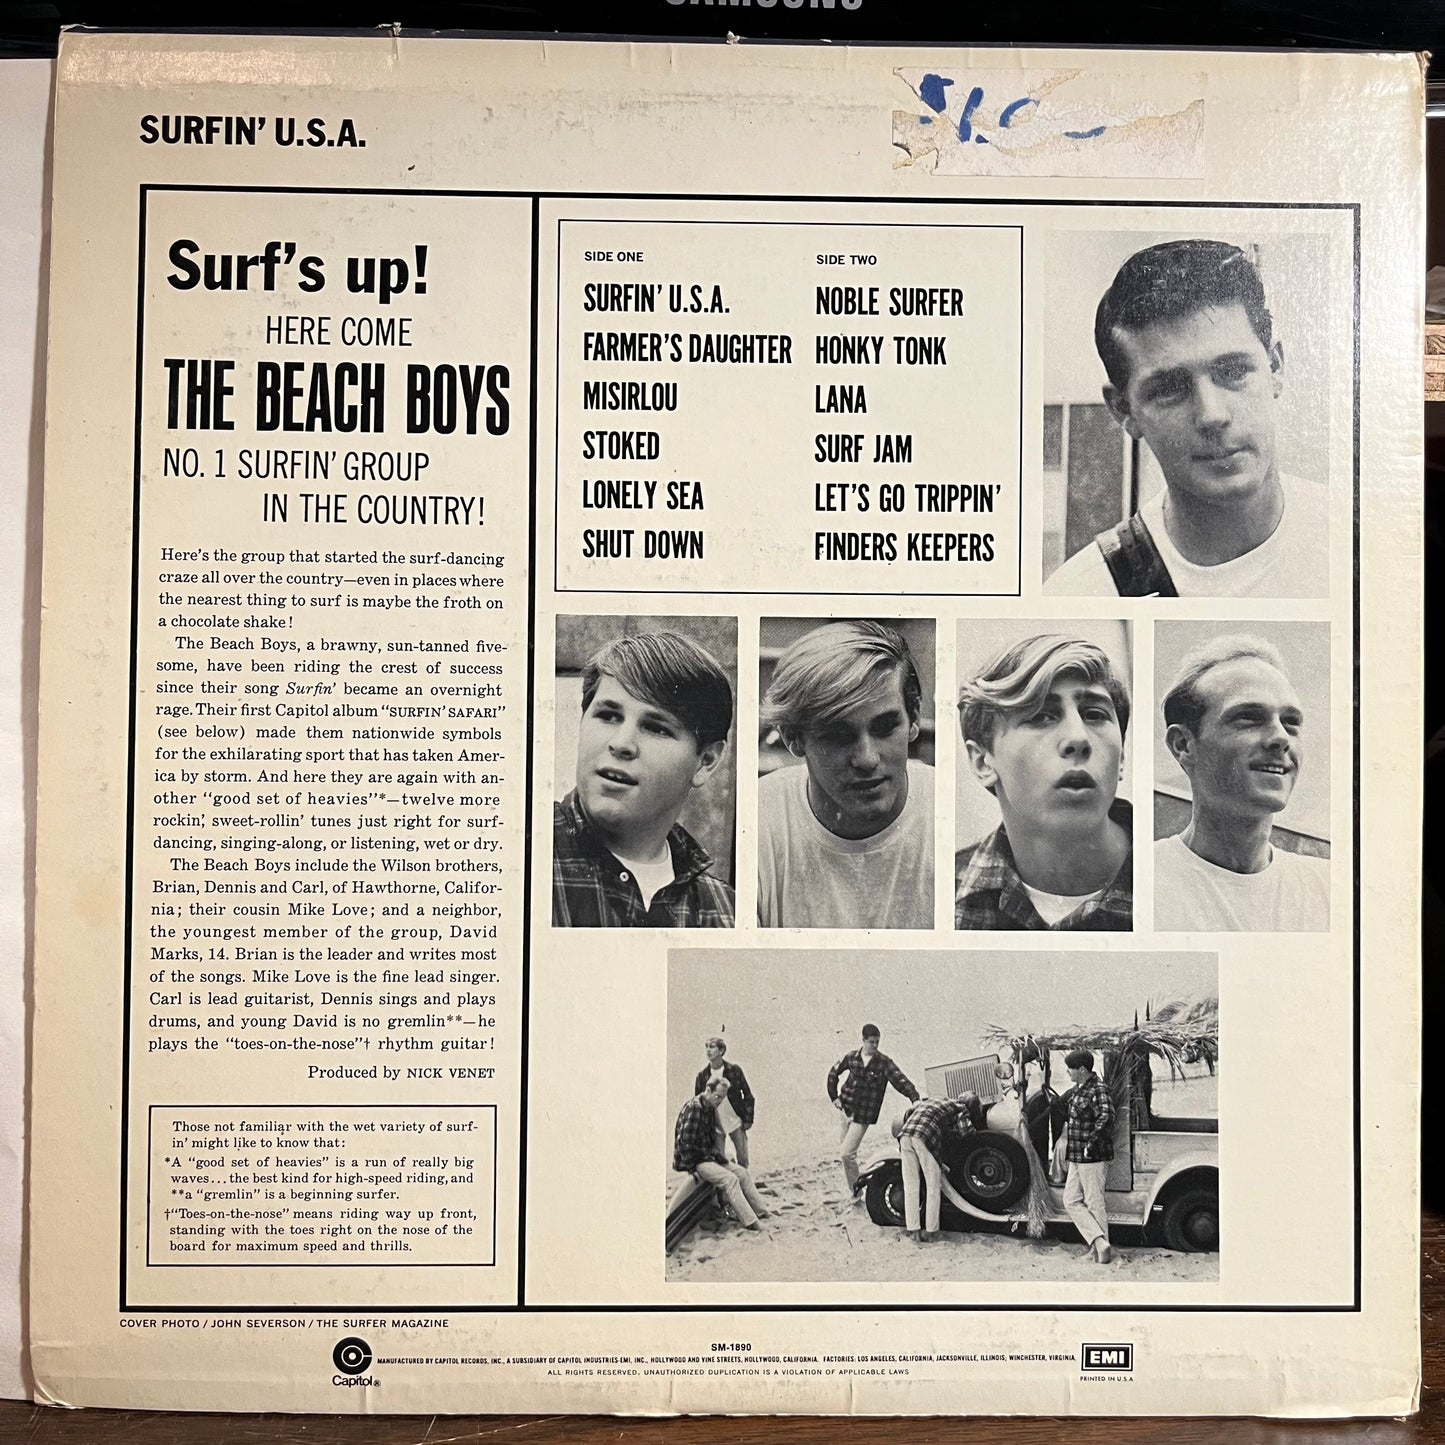 SAMSUNG
SURFIN' U.S.A.
Surf's up!
HERE COME
THE BEACH BOYS
NO. 1 SURFIN' GROUP
IN THE COUNTRY!
Here's the group that started the surf-dancing
craze all over the country—even in places where
the nearest thing to surf is maybe the froth on
a chocolate shake!
The Beach Boys, a brawny, sun-tanned five-
some, have been riding the crest of success
since their song Surfin' became an overnight
rage. Their first Capitol album "SURFIN' SAFARI"
(see below) made them nationwide symbols
for the exhilarating sport that has taken Amer-
ica by storm. And here they are again with an-
other "good set of heavies"*—twelve more
rockin', sweet-rollin' tunes just right for surf-
dancing, singing-along, or listening, wet or dry.
The Beach Boys include the Wilson brothers,
Brian, Dennis and Carl, of Hawthorne, Califor-
nia; their cousin Mike Love; and a neighbor,
the youngest member of the group, David
Marks, 14. Brian is the leader and writes most
of the songs. Mike Love is the fine lead singer.
Carl is lead guitarist, Dennis sings and plays
drums, and young David is no gremlin**—he
plays the "toes-on-the-nose"† rhythm guitar!
Produced by NICK VENET
Those not familiar with the wet variety of surf-
in' might like to know that:
*A "good set of heavies" is a run of really big
waves...the best kind for high-speed riding, and
**a "gremlin" is a beginning surfer.
†"Toes-on-the-nose" means riding way up front,
standing with the toes right on the nose of the
board for maximum speed and thrills.
SIDE ONE
SURFIN' U.S.A.
FARMER'S DAUGHTER
MISIRLOU
STOKED
LONELY SEA
SHUT DOWN
SIDE TWO
NOBLE SURFER
HONKY TONK
LANA
SURF JAM
LET'S GO TRIPPIN'
FINDERS KEEPERS
COVER PHOTO / JOHN SEVERSON / THE SURFER MAGAZINE
Capitol®
SM-1890
MANUFACTURED BY CAPITOL RECORDS, INC., A SUBSIDIARY OF CAPITOL INDUSTRIES-EMI, INC., HOLLYWOOD AND VINE STREETS, HOLLYWOOD, CALIFORNIA. FACTORIES: LOS ANGELES, CALIFORNIA; JACKSONVILLE, ILLINOIS; WINCHESTER, VIRGINIA.
ALL RIGHTS RESERVED. UNAUTHORIZED DUPLICATION IS A VIOLATION OF APPLICABLE LAWS
EMI
PRINTED IN U.S.A